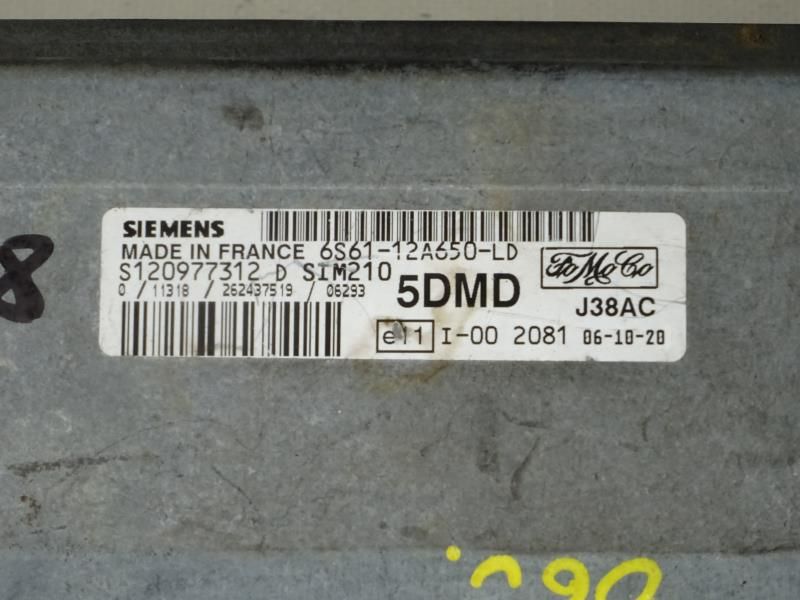 SIEMENS
MADE IN FRANCE 6S61-12A650-LD
S120977312 D SIM210
FoMoCo
0 / 11318 / 262437519 / 06293
5DMD
J38AC
e11 I-00 2081 06-10-20
8